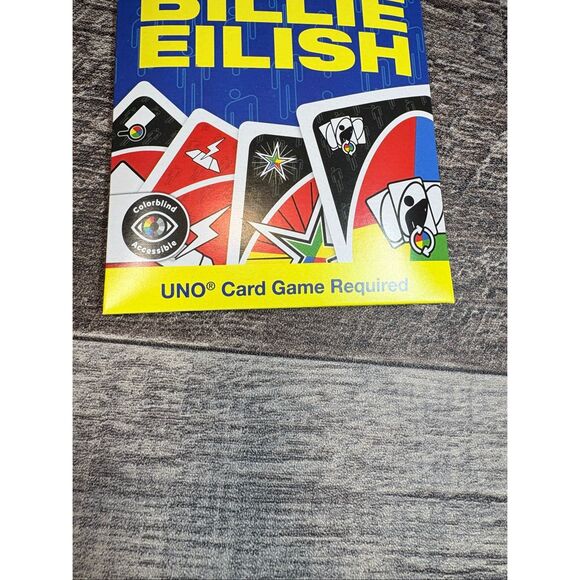 BILLIE
EILISH
Colorblind
Accessible
UNO® Card Game Required